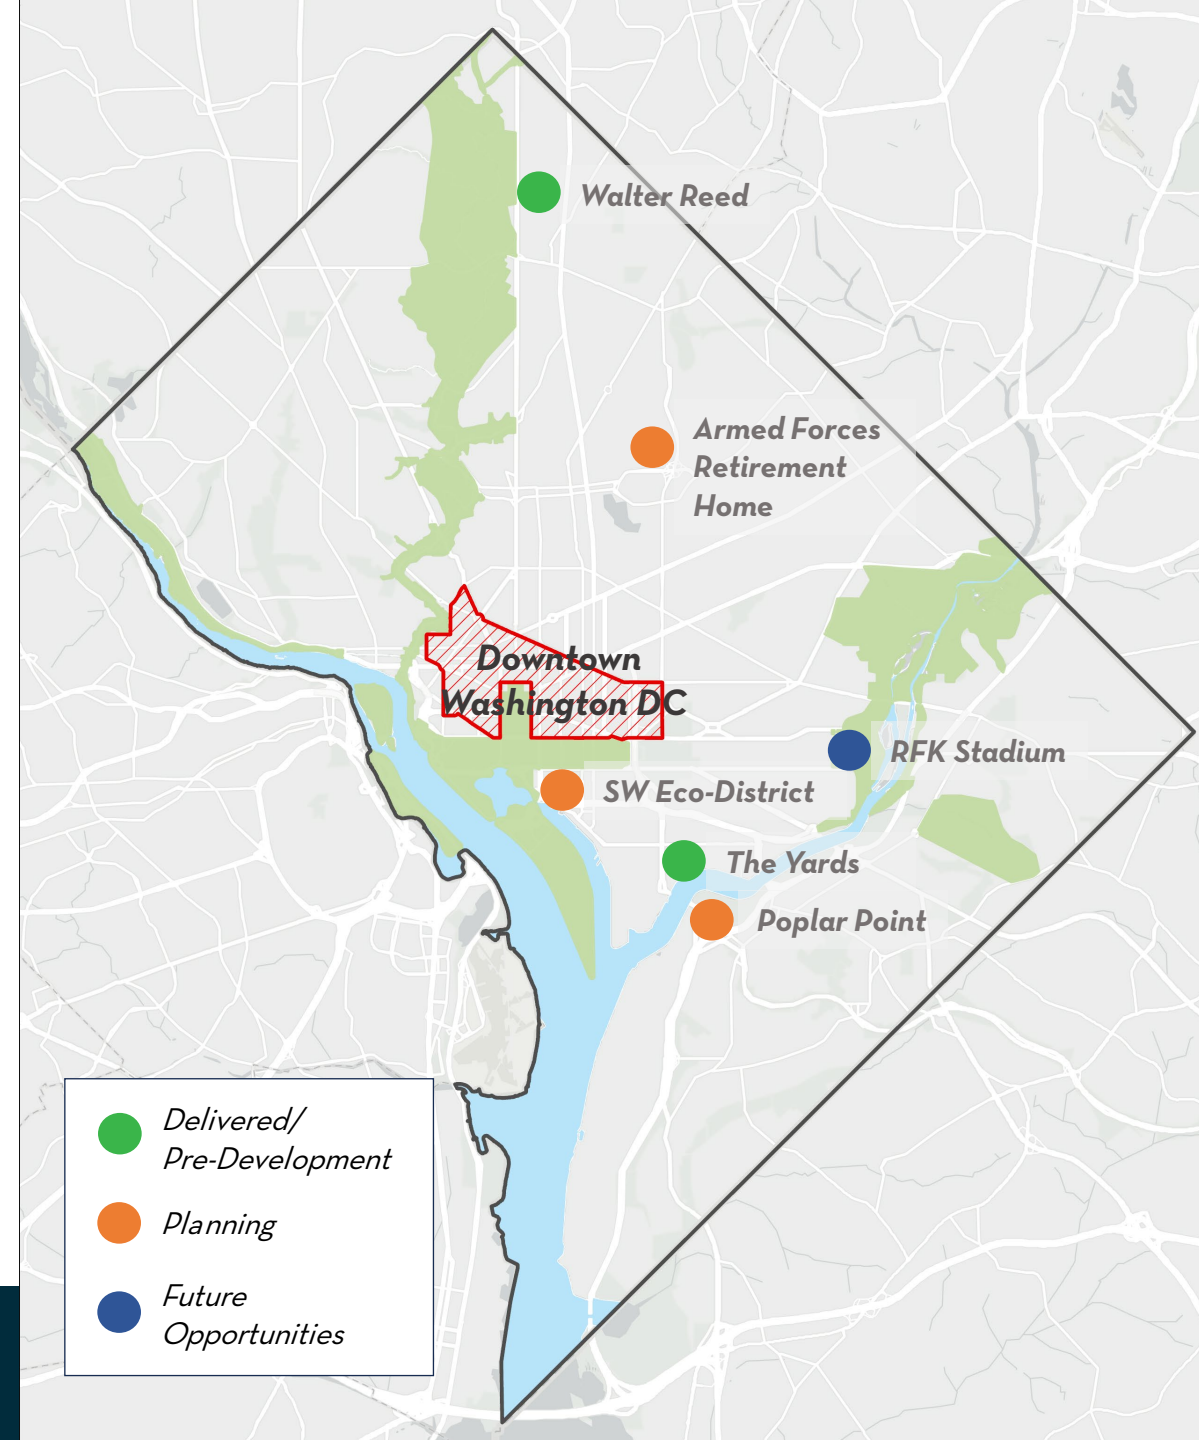 Walter Reed
Armed Forces
Retirement
Home
Downtown
Washington DC
RFK Stadium
SW Eco-District
The Yards
Poplar Point
Delivered/
Pre-Development
Planning
Future
Opportunities